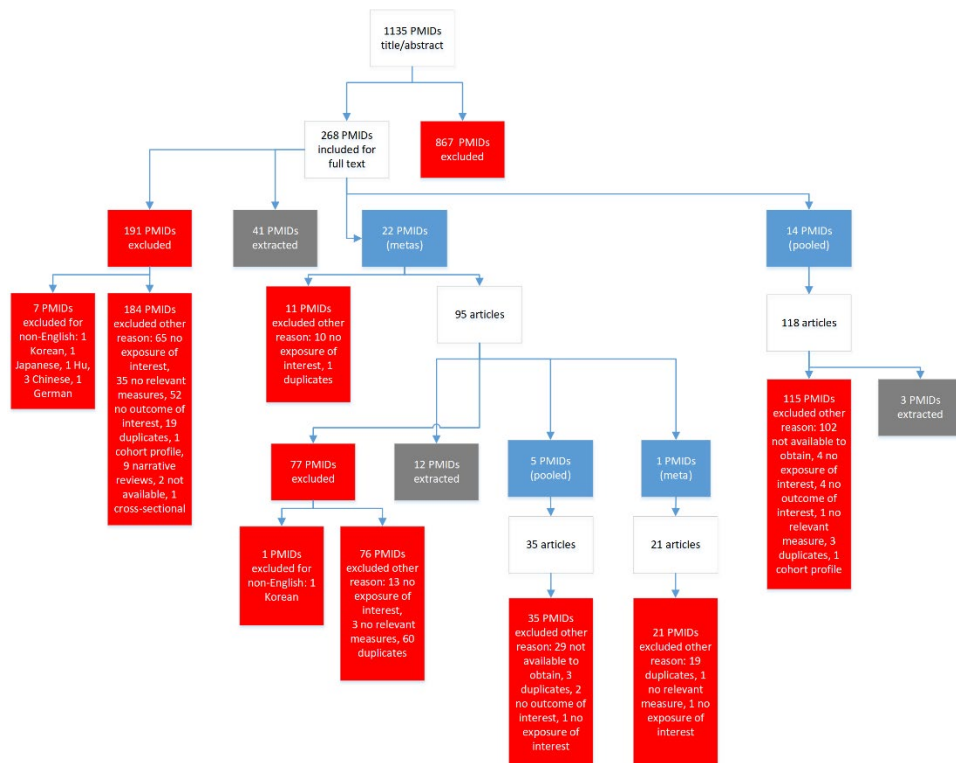 1135 PMIDs
title/abstract
268 PMIDs
included for
full text
867 PMIDs
excluded
191 PMIDs
excluded
41 PMIDs
extracted
22 PMIDs
(metas)
14 PMIDs
(pooled)
7 PMIDs
excluded for
non-English: 1
Korean, 1
Japanese, 1 Hu,
3 Chinese, 1
German
184 PMIDs
excluded other
reason: 65 no
exposure of
interest,
35 no relevant
measures, 52
no outcome of
interest, 19
duplicates, 1
cohort profile,
9 narrative
reviews, 2 not
available, 1
cross-sectional
11 PMIDs
excluded other
reason: 10 no
exposure of
interest, 1
duplicates
95 articles
118 articles
77 PMIDs
excluded
12 PMIDs
extracted
5 PMIDs
(pooled)
1 PMIDs
(meta)
115 PMIDs
excluded other
reason: 102
not available to
obtain, 4 no
exposure of
interest, 4 no
outcome of
interest, 1 no
relevant
measure, 3
duplicates, 1
cohort profile
3 PMIDs
extracted
1 PMIDs
excluded for
non-English: 1
Korean
76 PMIDs
excluded other
reason: 13 no
exposure of
interest,
3 no relevant
measures, 60
duplicates
35 articles
21 articles
35 PMIDs
excluded other
reason: 29 not
available to
obtain, 3
duplicates, 2
no outcome of
interest, 1 no
exposure of
interest
21 PMIDs
excluded other
reason: 19
duplicates, 1
no relevant
measure, 1 no
exposure of
interest